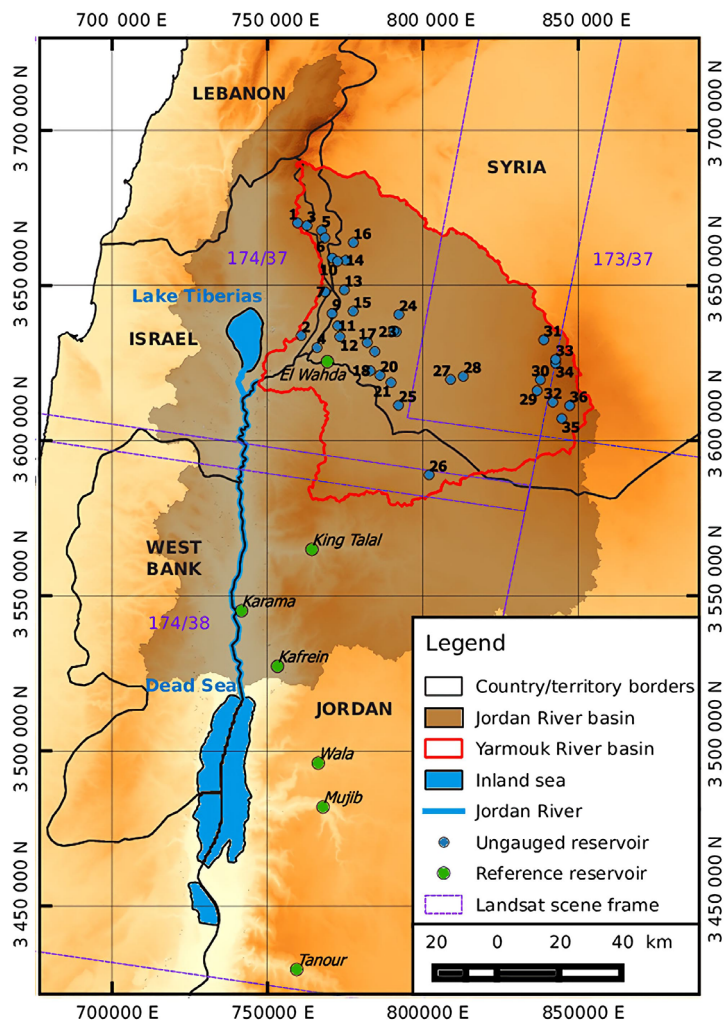 700 000 E 750 000 E 800 000 E 850 000 E
3 700 000 N
3 650 000 N
3 600 000 N
3 550 000 N
3 500 000 N
3 450 000 N
3 700 000 N
3 650 000 N
3 600 000 N
3 550 000 N
3 500 000 N
3 450 000 N
LEBANON
SYRIA
1 3 5
16
6
174/37
10 14
173/37
7 13
Lake Tiberias
9 15 24
ISRAEL
2 4 11 12 17 23
31
33
El Wahda
18 20
27 28
30 34
21 25
29 32 36
35
26
King Talal
WEST
BANK
Karama
174/38
Kafrein
Dead Sea
JORDAN
Wala
Mujib
Tanour
Legend
Country/territory borders
Jordan River basin
Yarmouk River basin
Inland sea
Jordan River
Ungauged reservoir
Reference reservoir
Landsat scene frame
20 0 20 40 km
700000 E 750000 E 800000 E 850000 E